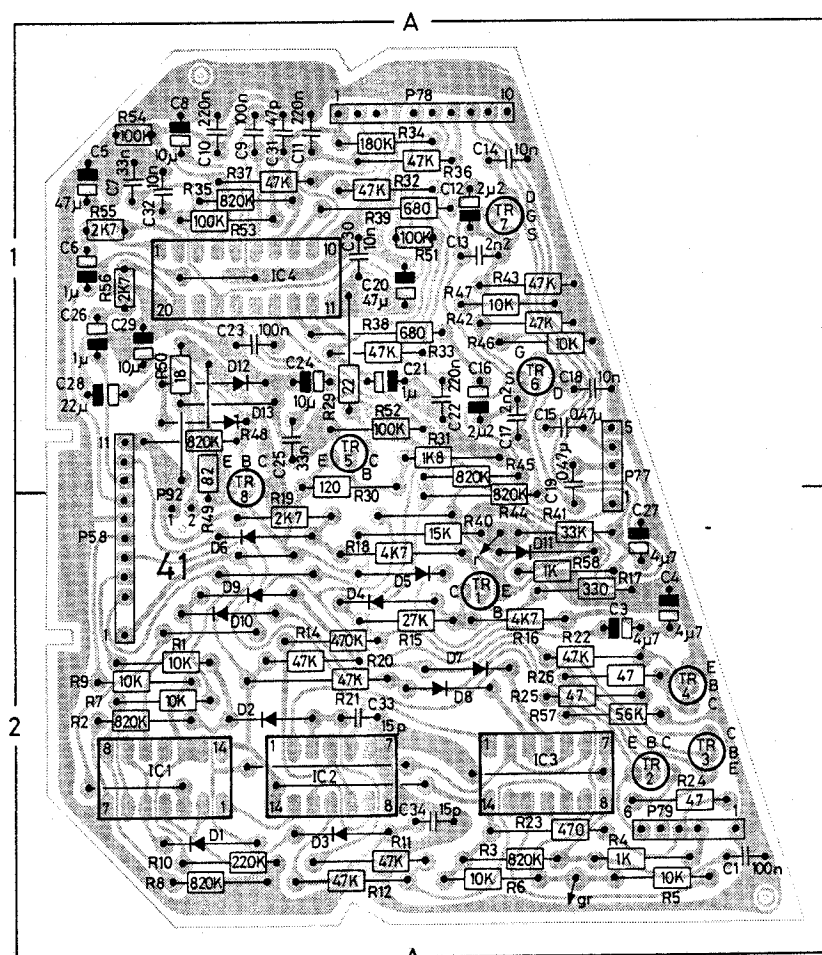 A
C8
220n
100n
47p
220n
1
P78
10
R54
100K
10µ
C10
C9
C31
C11
R34
180K
C5
33n
10n
47K
C14
10n
C7
R37
47K
R36
R35
820K
R32
47K
C12
2µ2
D
47µ
C32
R55
100K
R53
R39
680
TR
7
G
S
2K7
C30
10n
100K
R51
C13
2n2
C6
1
10
1
IC4
C20
47µ
R43
47K
1µ
R56
2K7
R47
10K
20
11
R42
47K
C26
C29
C23
100n
R38
680
R46
10K
1µ
10µ
R50
18
D12
C24
47K
R33
G
TR
6
D
C18
10n
C28
22µ
10µ
R29
22
C21
1µ
220n
C16
2n2
D13
R52
C22
2µ2
C17
C15
0.47µ
5
11
820K
R48
C25
33n
100K
R31
1K8
82
E B C
TR
8
E
TR
5
C
B
820K
R45
C19
0.47µ
P77
P92
R49
120
R30
820K
R44
1
1 2
R19
2K7
R40
R41
33K
C27
P58
D6
15K
r
D11
4µ7
41
R18
4K7
1K
R58
D9
D5
C
TR
1
E
330
R17
C4
D4
B
D10
27K
4K7
C3
4µ7
4µ7
1
R1
R14
470K
R15
R16
R22
10K
47K
R20
D7
47K
R9
10K
47K
R26
47
TR
4
E
B
C
R7
10K
D8
R25
47
R2
820K
D2
R21
C33
15p
R57
56K
2
8
14
1
7
1
7
E B C
TR
2
TR
3
C
B
E
IC1
IC2
IC3
7
1
14
8
14
8
R24
47
C34
15p
R23
470
6
P79
1
D1
D3
R11
R10
220K
47K
R3
820K
R4
1K
C1
100n
R8
820K
47K
R12
10K
R6
gr
10K
R5
A